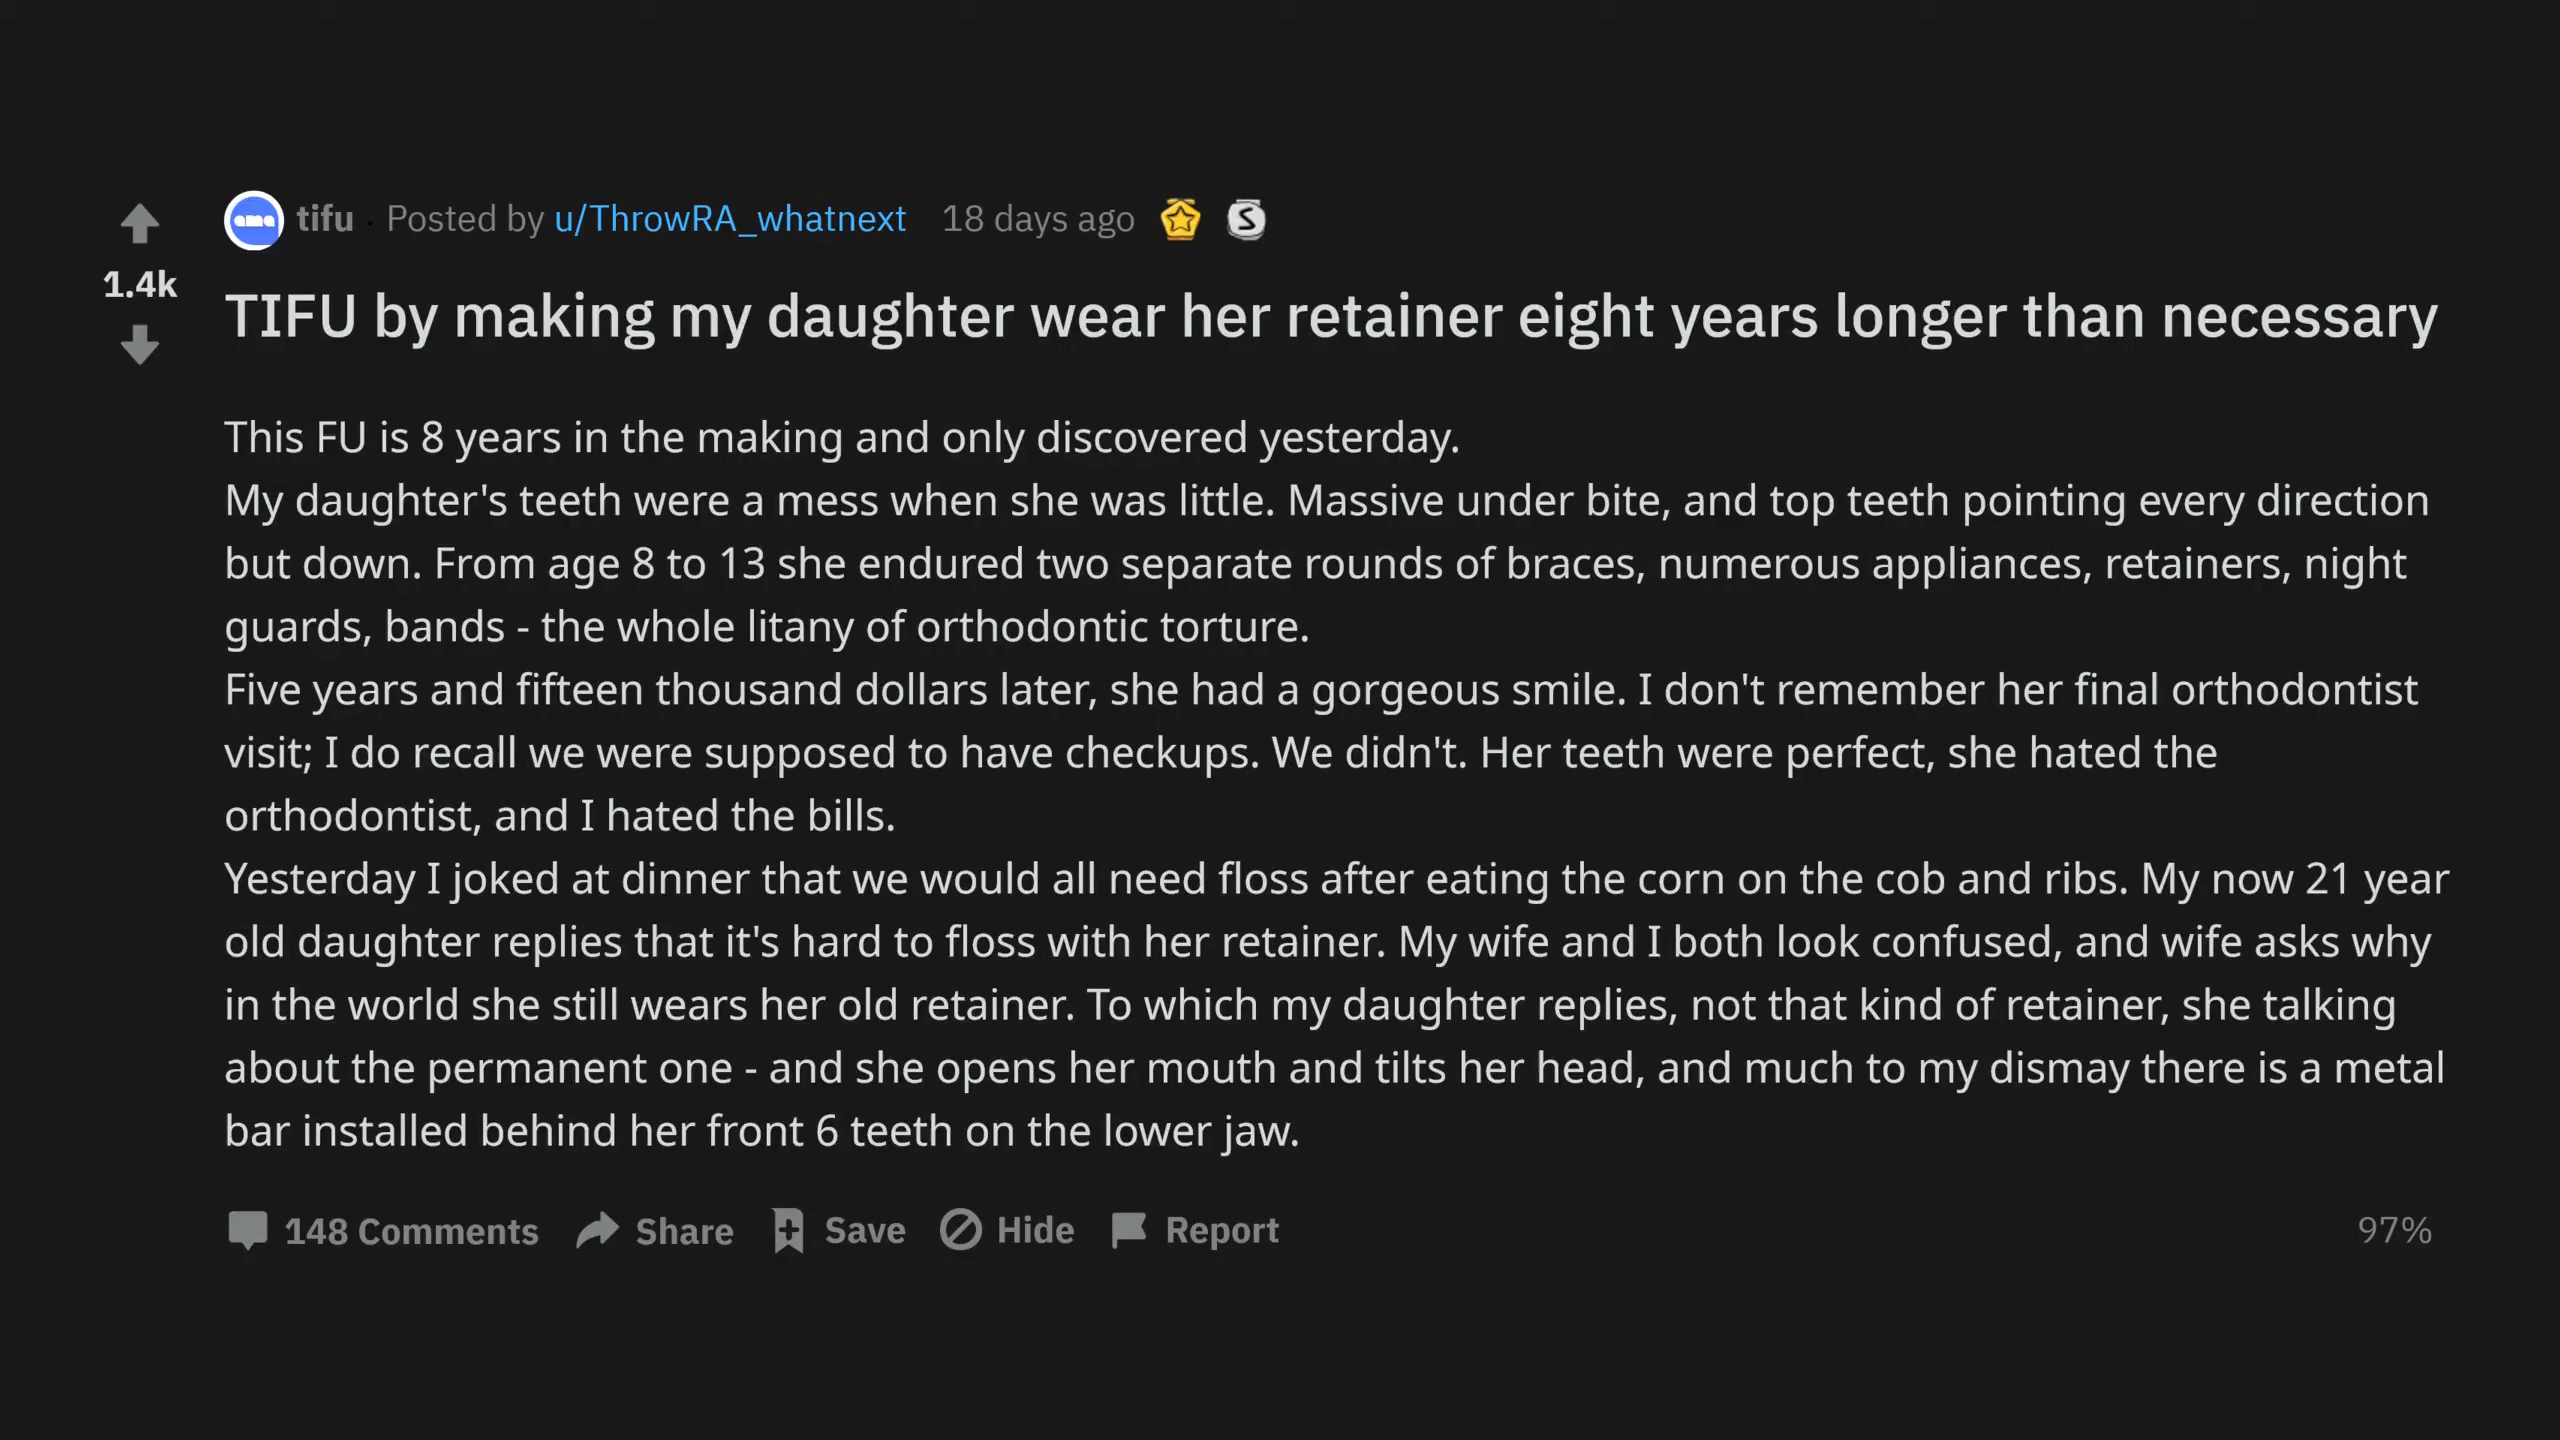 ama tifu · Posted by u/ThrowRA_whatnext 18 days ago S
1.4k
TIFU by making my daughter wear her retainer eight years longer than necessary
This FU is 8 years in the making and only discovered yesterday.
My daughter's teeth were a mess when she was little. Massive under bite, and top teeth pointing every direction
but down. From age 8 to 13 she endured two separate rounds of braces, numerous appliances, retainers, night
guards, bands - the whole litany of orthodontic torture.
Five years and fifteen thousand dollars later, she had a gorgeous smile. I don't remember her final orthodontist
visit; I do recall we were supposed to have checkups. We didn't. Her teeth were perfect, she hated the
orthodontist, and I hated the bills.
Yesterday I joked at dinner that we would all need floss after eating the corn on the cob and ribs. My now 21 year
old daughter replies that it's hard to floss with her retainer. My wife and I both look confused, and wife asks why
in the world she still wears her old retainer. To which my daughter replies, not that kind of retainer, she talking
about the permanent one - and she opens her mouth and tilts her head, and much to my dismay there is a metal
bar installed behind her front 6 teeth on the lower jaw.
148 Comments Share Save Hide Report 97%